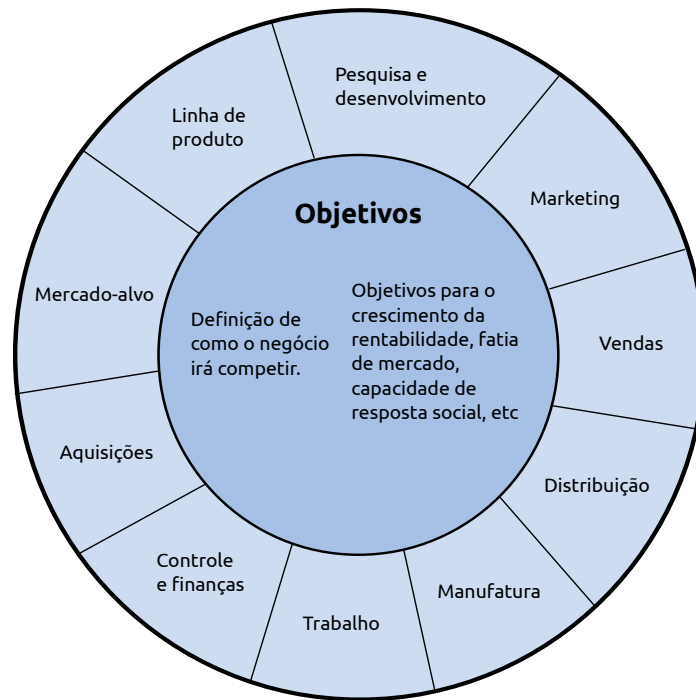 Pesquisa e
desenvolvimento
Linha de
produto
Marketing
Objetivos
Mercado-alvo
Definição de
como o negócio
irá competir.
Objetivos para o
crescimento da
rentabilidade, fatia
de mercado,
capacidade de
resposta social, etc
Vendas
Aquisições
Distribuição
Controle
e finanças
Manufatura
Trabalho